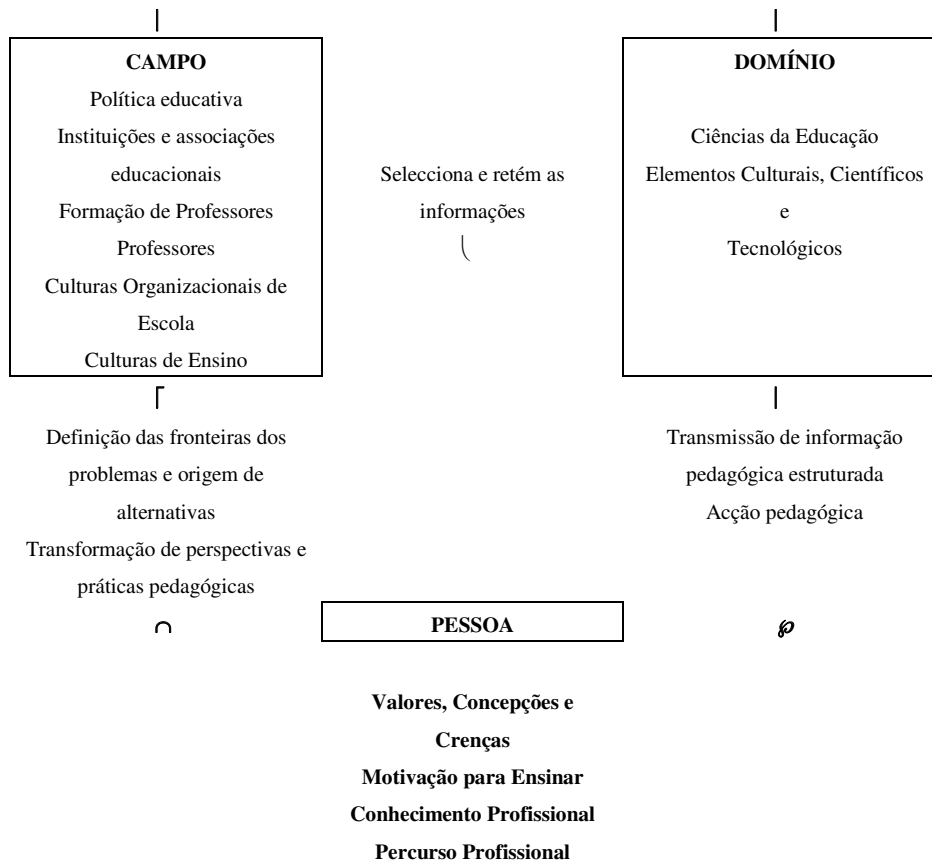 CAMPO
Política educativa
Instituições e associações
educacionais
Formação de Professores
Professores
Culturas Organizacionais de
Escola
Culturas de Ensino
Selecciona e retém as
informações
DOMÍNIO
Ciências da Educação
Elementos Culturais, Científicos
e
Tecnológicos
Definição das fronteiras dos
problemas e origem de
alternativas
Transformação de perspectivas e
práticas pedagógicas
Transmissão de informação
pedagógica estruturada
Acção pedagógica
PESSOA
Valores, Concepções e
Crenças
Motivação para Ensinar
Conhecimento Profissional
Percurso Profissional